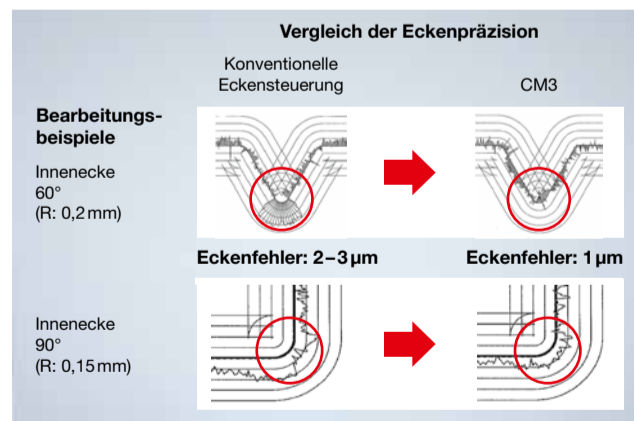 Vergleich der Eckenpräzision
Konventionelle
Eckensteuerung
CM3
Bearbeitungs-
beispiele
Innenecke
60°
(R: 0,2 mm)
Eckenfehler: 2–3 µm
Eckenfehler: 1 µm
Innenecke
90°
(R: 0,15 mm)